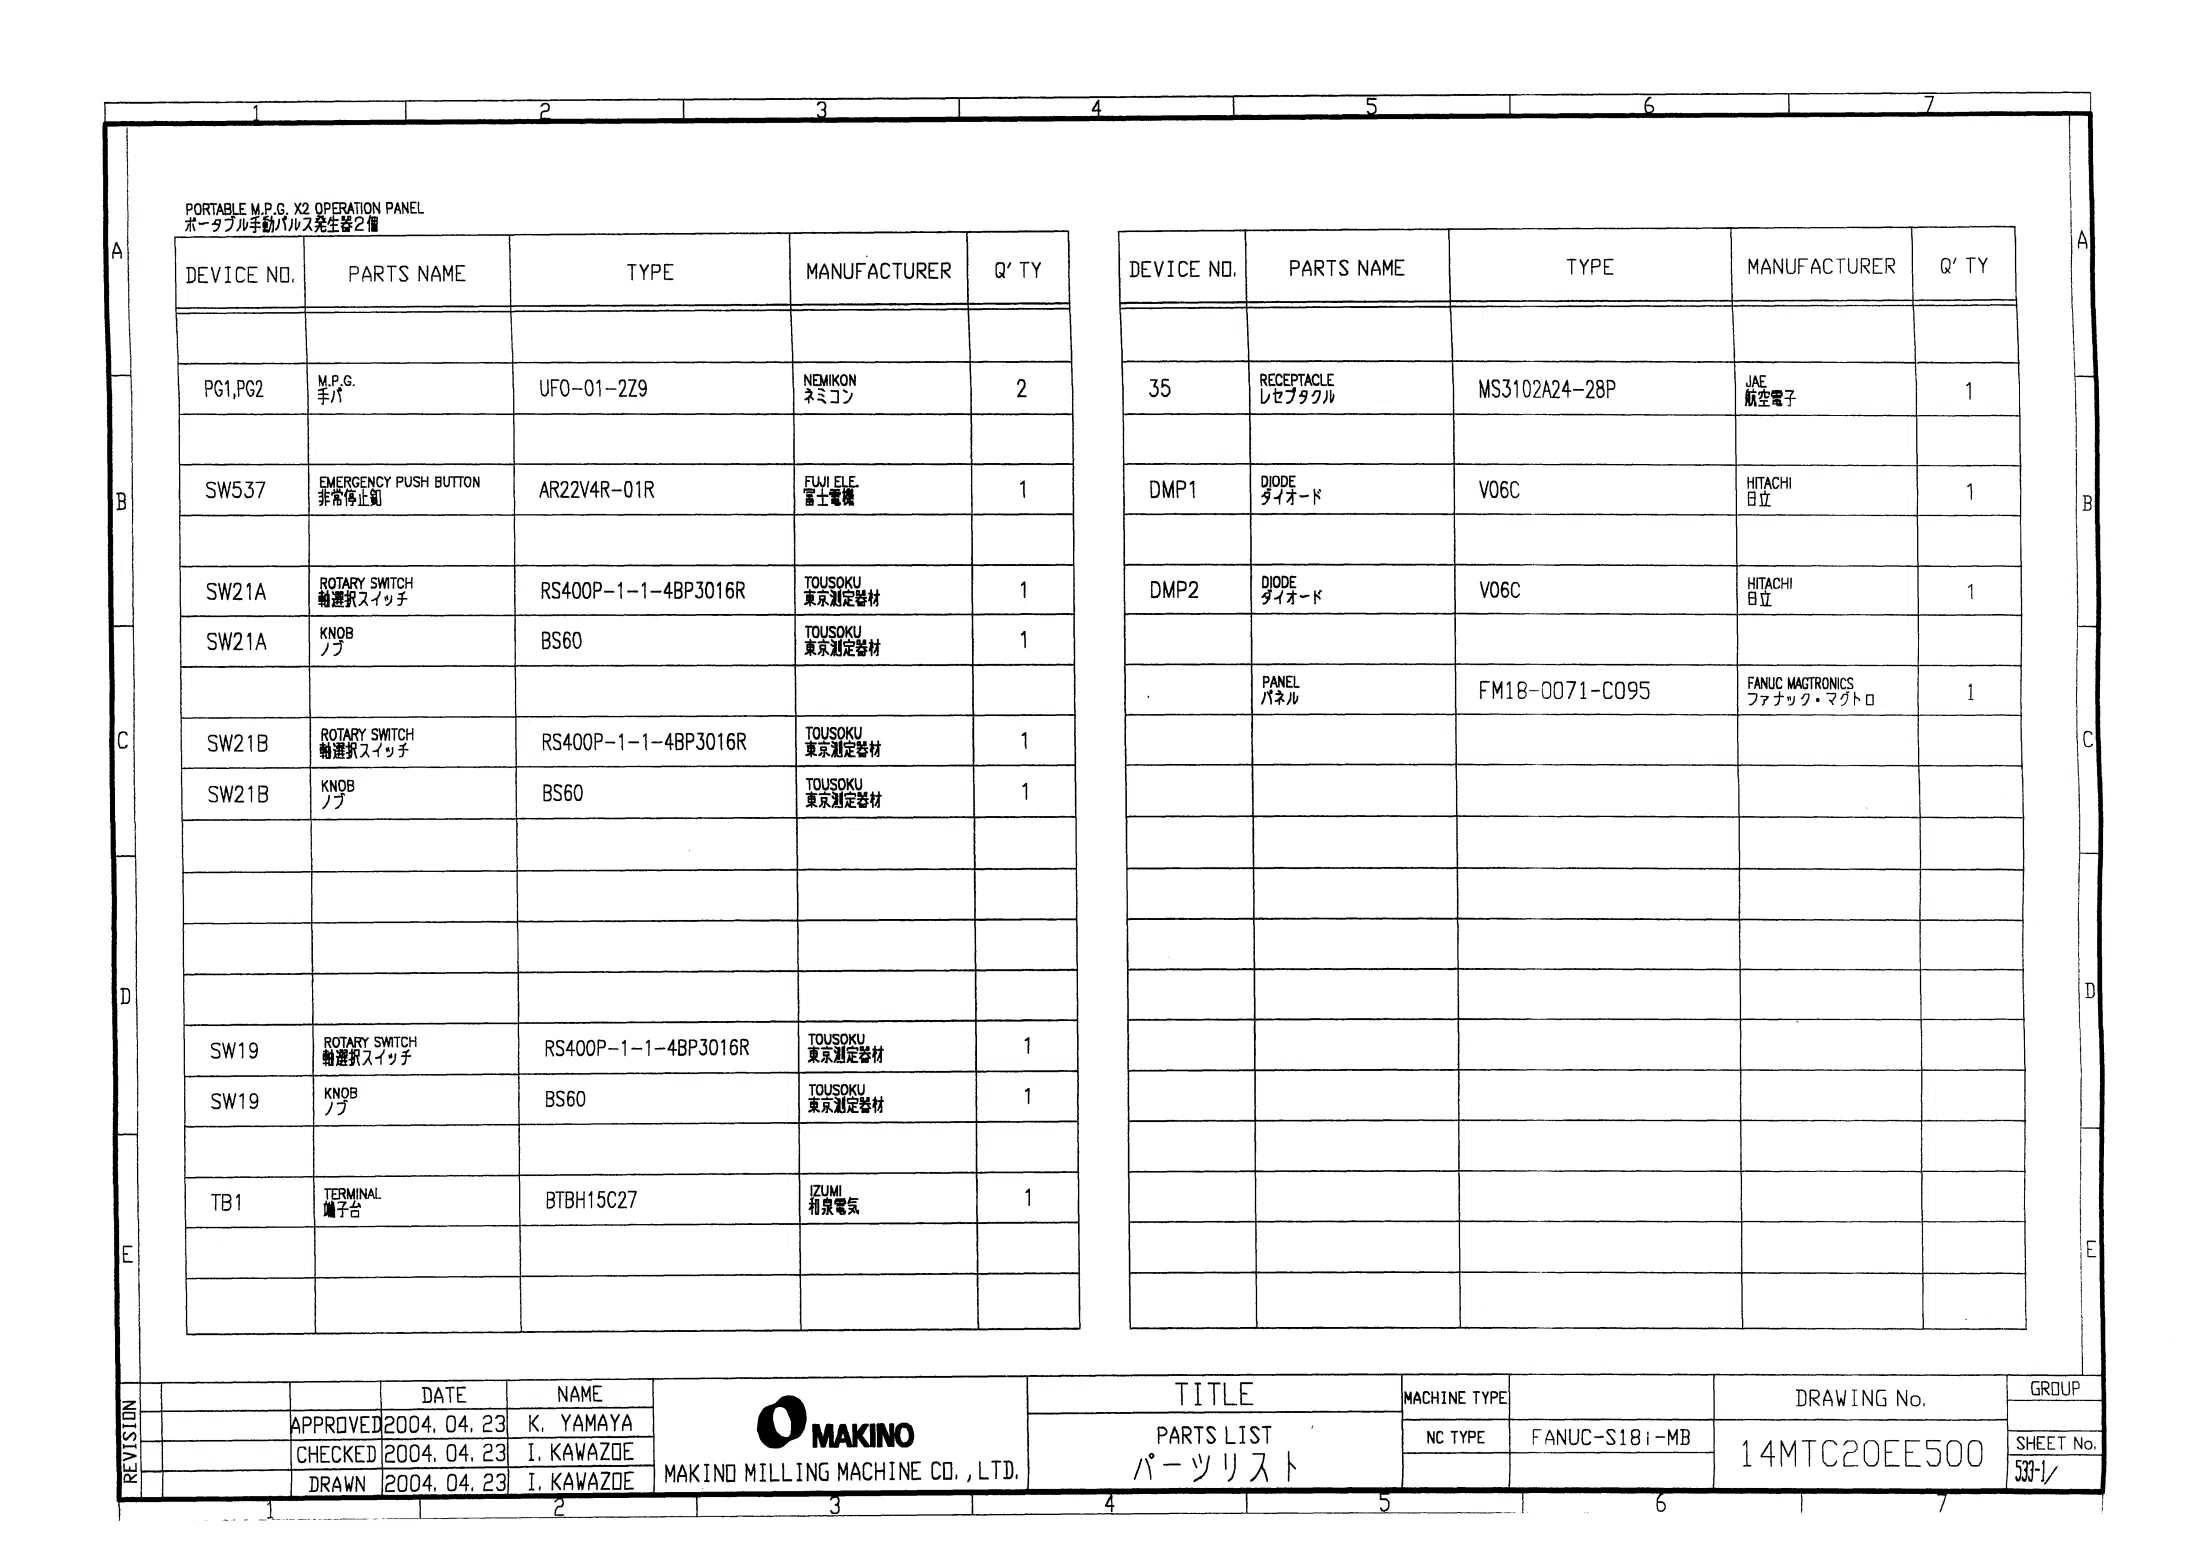 1 2 3 4 5 6 7
PORTABLE M.P.G. X2 OPERATION PANEL
ポータブル手動パルス発生器2個
DEVICE NO. PARTS NAME TYPE MANUFACTURER Q' TY
PG1,PG2 M.P.G. UFO-01-2Z9 NEMIKON 2
手パ ネミコン
SW537 EMERGENCY PUSH BUTTON AR22V4R-01R FUJI ELE. 1
非常停止釦 富士電機
SW21A ROTARY SWITCH RS400P-1-1-4BP3016R TOUSOKU 1
軸選択スイッチ 東京測定器材
SW21A KNOB BS60 TOUSOKU 1
ノブ 東京測定器材
SW21B ROTARY SWITCH RS400P-1-1-4BP3016R TOUSOKU 1
軸選択スイッチ 東京測定器材
SW21B KNOB BS60 TOUSOKU 1
ノブ 東京測定器材
SW19 ROTARY SWITCH RS400P-1-1-4BP3016R TOUSOKU 1
軸選択スイッチ 東京測定器材
SW19 KNOB BS60 TOUSOKU 1
ノブ 東京測定器材
TB1 TERMINAL BTBH15C27 IZUMI 1
端子台 和泉電気
DEVICE NO. PARTS NAME TYPE MANUFACTURER Q' TY
35 RECEPTACLE MS3102A24-28P JAE 1
レセプタクル 航空電子
DMP1 DIODE V06C HITACHI 1
ダイオード 日立
DMP2 DIODE V06C HITACHI 1
ダイオード 日立
PANEL FM18-0071-C095 FANUC MAGTRONICS 1
パネル ファナック・マグトロ
A A
B B
C C
D D
E E
REVISION
DATE NAME
APPROVED 2004. 04. 23 K. YAMAYA
CHECKED 2004. 04. 23 I. KAWAZOE
DRAWN 2004. 04. 23 I. KAWAZOE
MAKINO
MAKINO MILLING MACHINE CO., LTD.
TITLE
PARTS LIST
パーツリスト
MACHINE TYPE
NC TYPE FANUC-S18i-MB
DRAWING No.
14MTC20EE500
GROUP
SHEET No.
533-1/
1 2 3 4 5 6 7